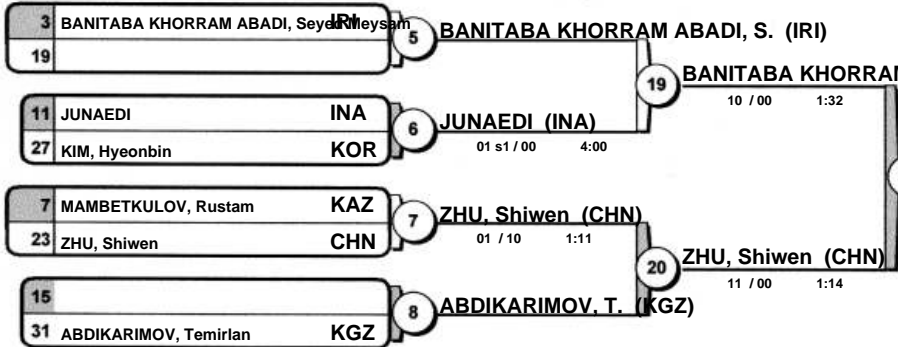 3 BANITABA KHORRAM ABADI, Seyed Meysam IRI
19
5 BANITABA KHORRAM ABADI, S. (IRI)
19 BANITABA KHORRAM
10 / 00 1:32
11 JUNAEDI INA
27 KIM, Hyeonbin KOR
6 JUNAEDI (INA)
01 s1 / 00 4:00
7 MAMBETKULOV, Rustam KAZ
23 ZHU, Shiwen CHN
7 ZHU, Shiwen (CHN)
01 / 10 1:11
20 ZHU, Shiwen (CHN)
11 / 00 1:14
15
31 ABDIKARIMOV, Temirlan KGZ
8 ABDIKARIMOV, T. (KGZ)